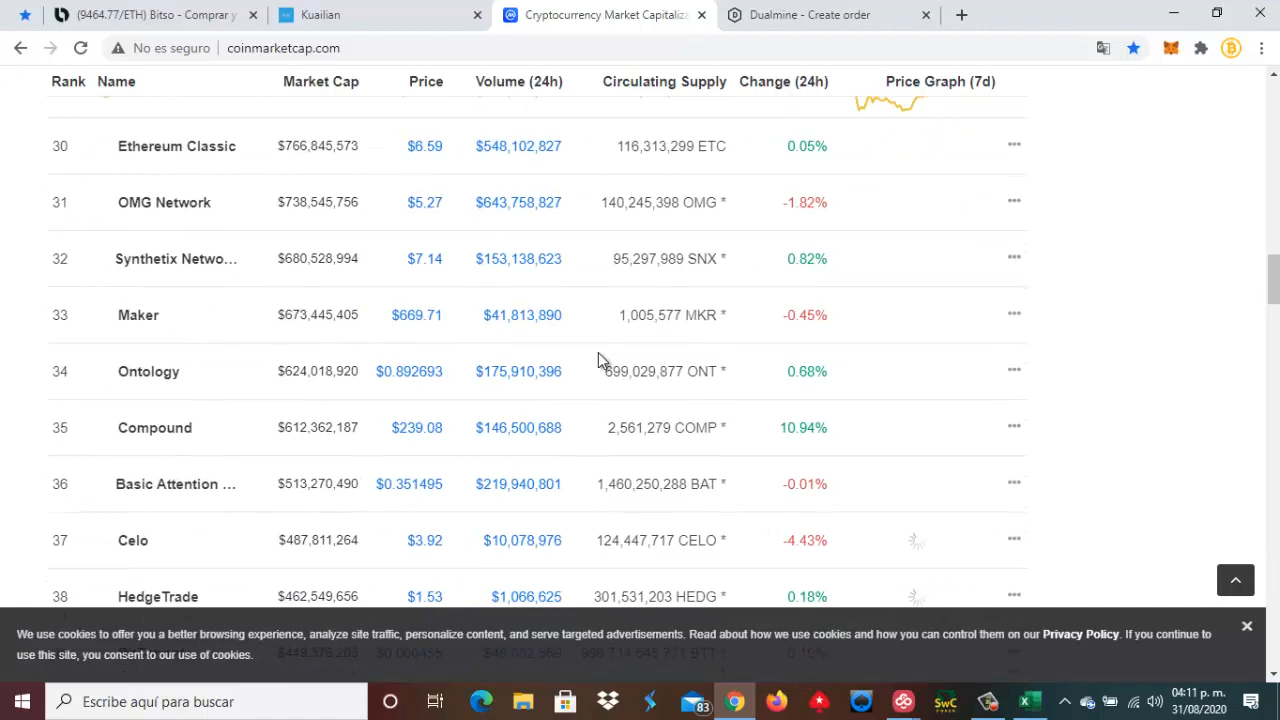 (9464.77/ETH) Bitso - Compra y
Kuailian
Cryptocurrency Market Capitaliza
Dualmine - Create order
No es seguro
coinmarketcap.com
Rank Name Market Cap Price Volume (24h) Circulating Supply Change (24h) Price Graph (7d)
30 Ethereum Classic $766,845,573 $6.59 $548,102,827 116,313,299 ETC 0.05%
31 OMG Network $738,545,756 $5.27 $643,758,827 140,245,398 OMG * -1.82%
32 Synthetix Netwo... $680,528,994 $7.14 $153,138,623 95,297,989 SNX * 0.82%
33 Maker $673,445,405 $669.71 $41,813,890 1,005,577 MKR * -0.45%
34 Ontology $624,018,920 $0.892693 $175,910,396 699,029,877 ONT * 0.68%
35 Compound $612,362,187 $239.08 $146,500,688 2,561,279 COMP * 10.94%
36 Basic Attention ... $513,270,490 $0.351495 $219,940,801 1,460,250,288 BAT * -0.01%
37 Celo $487,811,264 $3.92 $10,078,976 124,447,717 CELO * -4.43%
38 HedgeTrade $462,549,656 $1.53 $1,066,625 301,531,203 HEDG * 0.18%
We use cookies to offer you a better browsing experience, analyze site traffic, personalize content, and serve targeted advertisements. Read about how we use cookies and how you can control them on our Privacy Policy. If you continue to
use this site, you consent to our use of cookies.
Escribe aquí para buscar
83
SwC
POKER
04:11 p. m.
31/08/2020